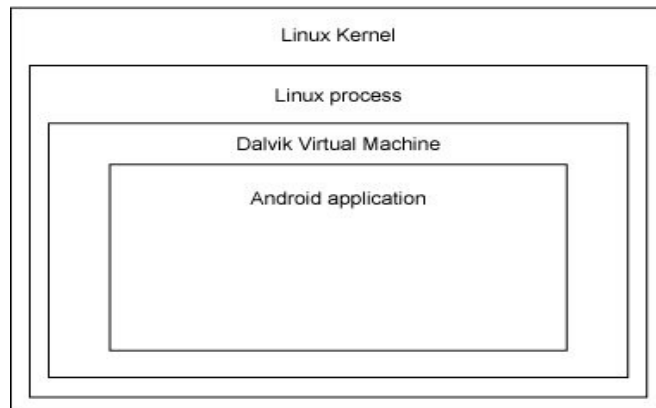 Linux Kernel
Linux process
Dalvik Virtual Machine
Android application